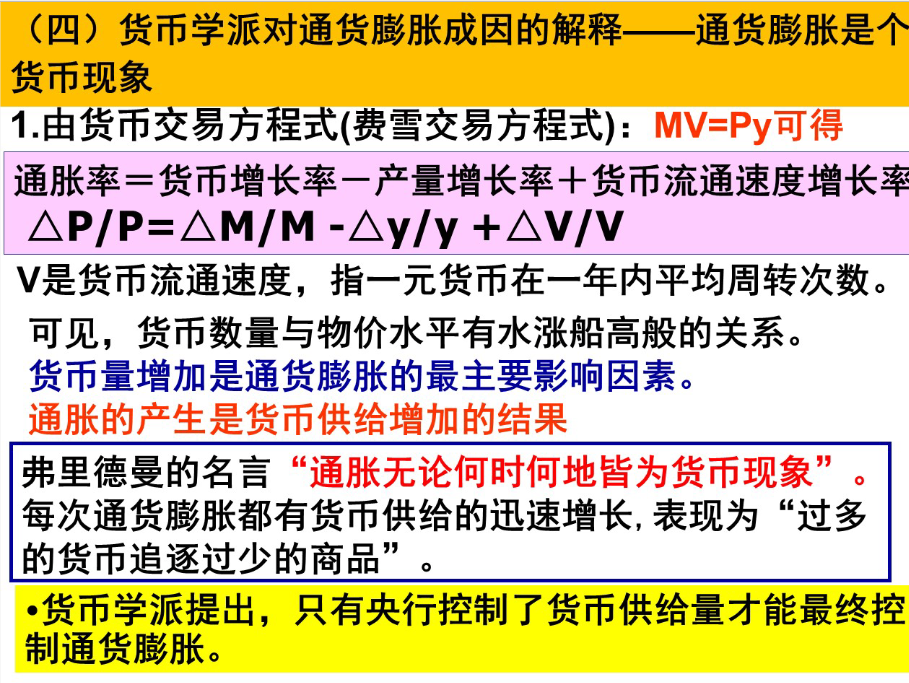 （四）货币学派对通货膨胀成因的解释——通货膨胀是个
货币现象
1.由货币交易方程式(费雪交易方程式)：MV=Py可得
通胀率＝货币增长率－产量增长率＋货币流通速度增长率
△P/P=△M/M -△y/y +△V/V
V是货币流通速度，指一元货币在一年内平均周转次数。
可见，货币数量与物价水平有水涨船高般的关系。
货币量增加是通货膨胀的最主要影响因素。
通胀的产生是货币供给增加的结果
弗里德曼的名言“通胀无论何时何地皆为货币现象”。
每次通货膨胀都有货币供给的迅速增长, 表现为“过多
的货币追逐过少的商品”。
•货币学派提出，只有央行控制了货币供给量才能最终控
制通货膨胀。